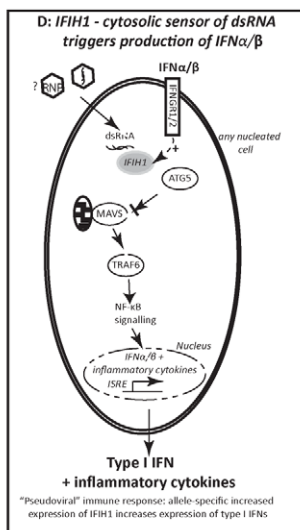 D: IFIH1 - cytosolic sensor of dsRNA
triggers production of IFNα/β
IFNα/β
? RNP
IFNGR1/2
dsRNA
+
any nucleated
cell
IFIH1
ATG5
MAVS
TRAF6
NF-κB
signalling
Nucleus
IFNα/β +
inflammatory cytokines
ISRE
Type I IFN
+ inflammatory cytokines
"Pseudoviral" immune response: allele-specific increased
expression of IFIH1 increases expression of type I IFNs